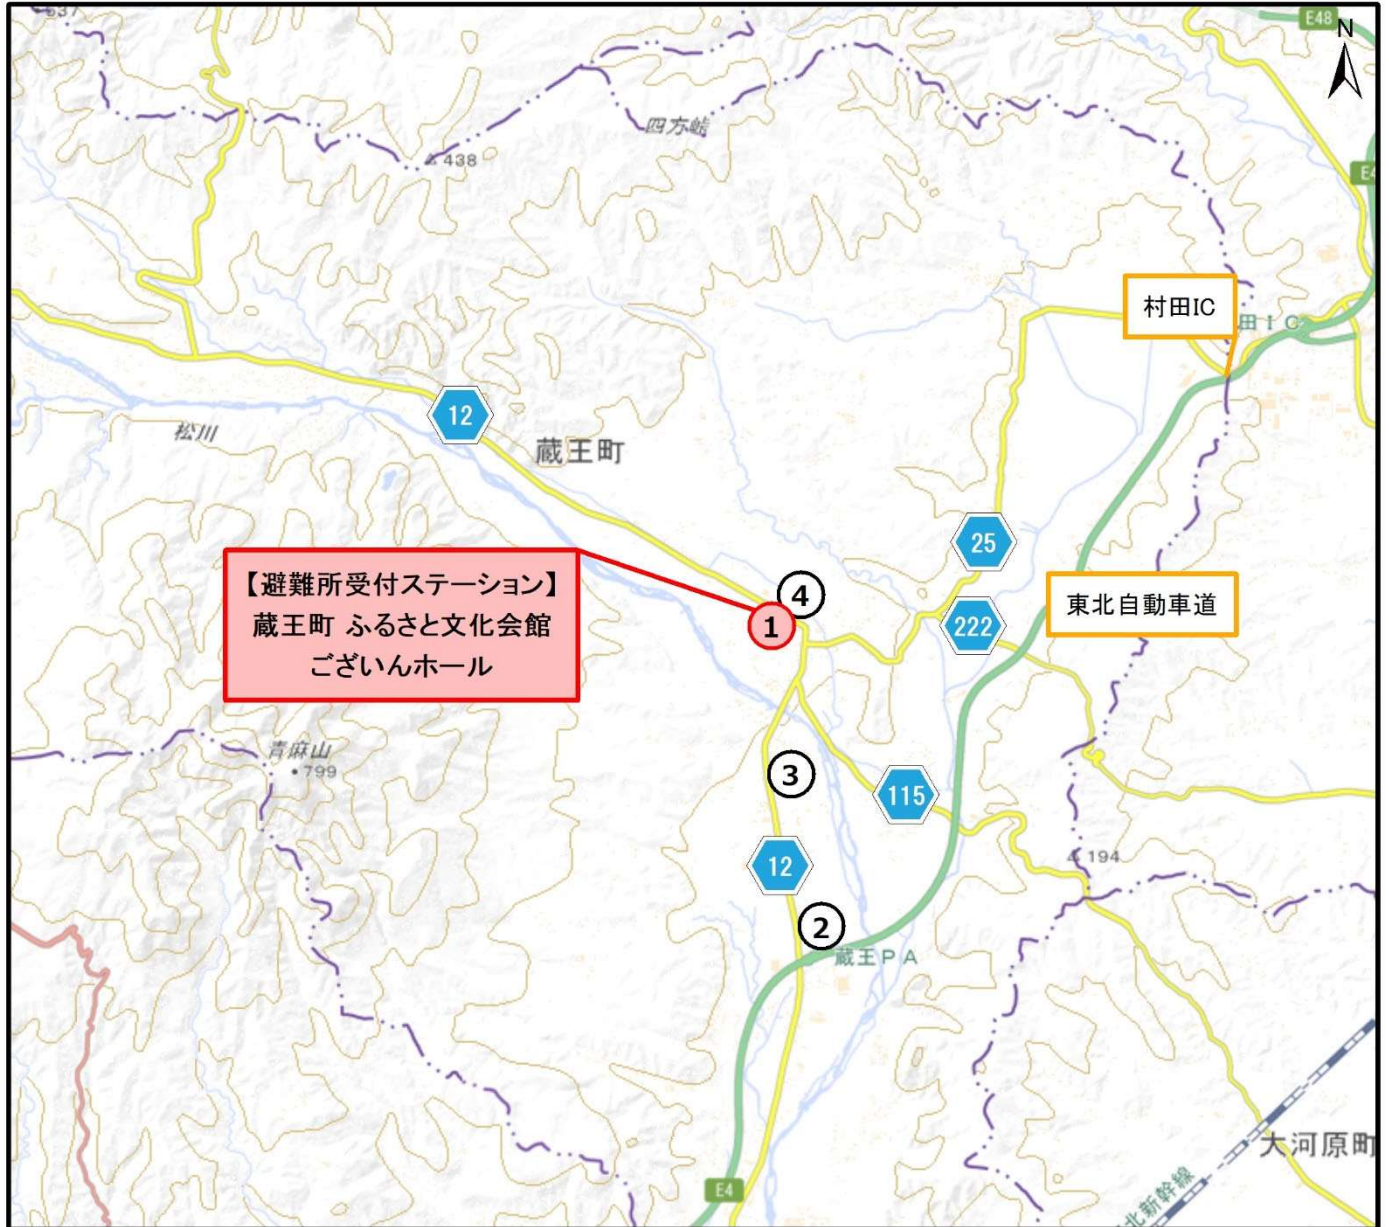 537
E48
N
四方峠
438
E4
村田IC
田IC
12
松川
蔵王町
25
【避難所受付ステーション】
蔵王町 ふるさと文化会館
ございんホール
4
1
222
東北自動車道
青麻山
799
3
115
12
194
2
蔵王PA
大河原町
E4
北新幹線